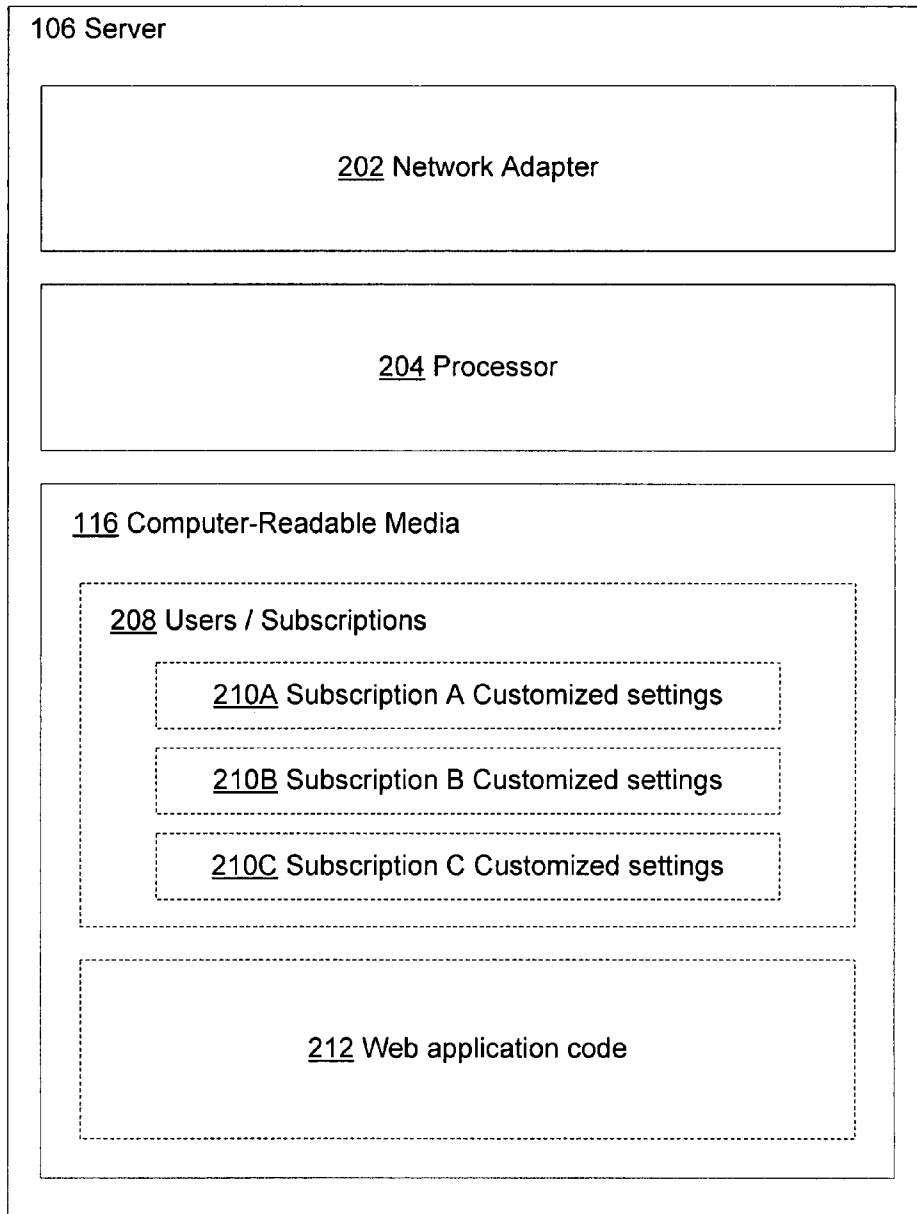 106 Server
202 Network Adapter
204 Processor
116 Computer-Readable Media
208 Users / Subscriptions
210A Subscription A Customized settings
210B Subscription B Customized settings
210C Subscription C Customized settings
212 Web application code